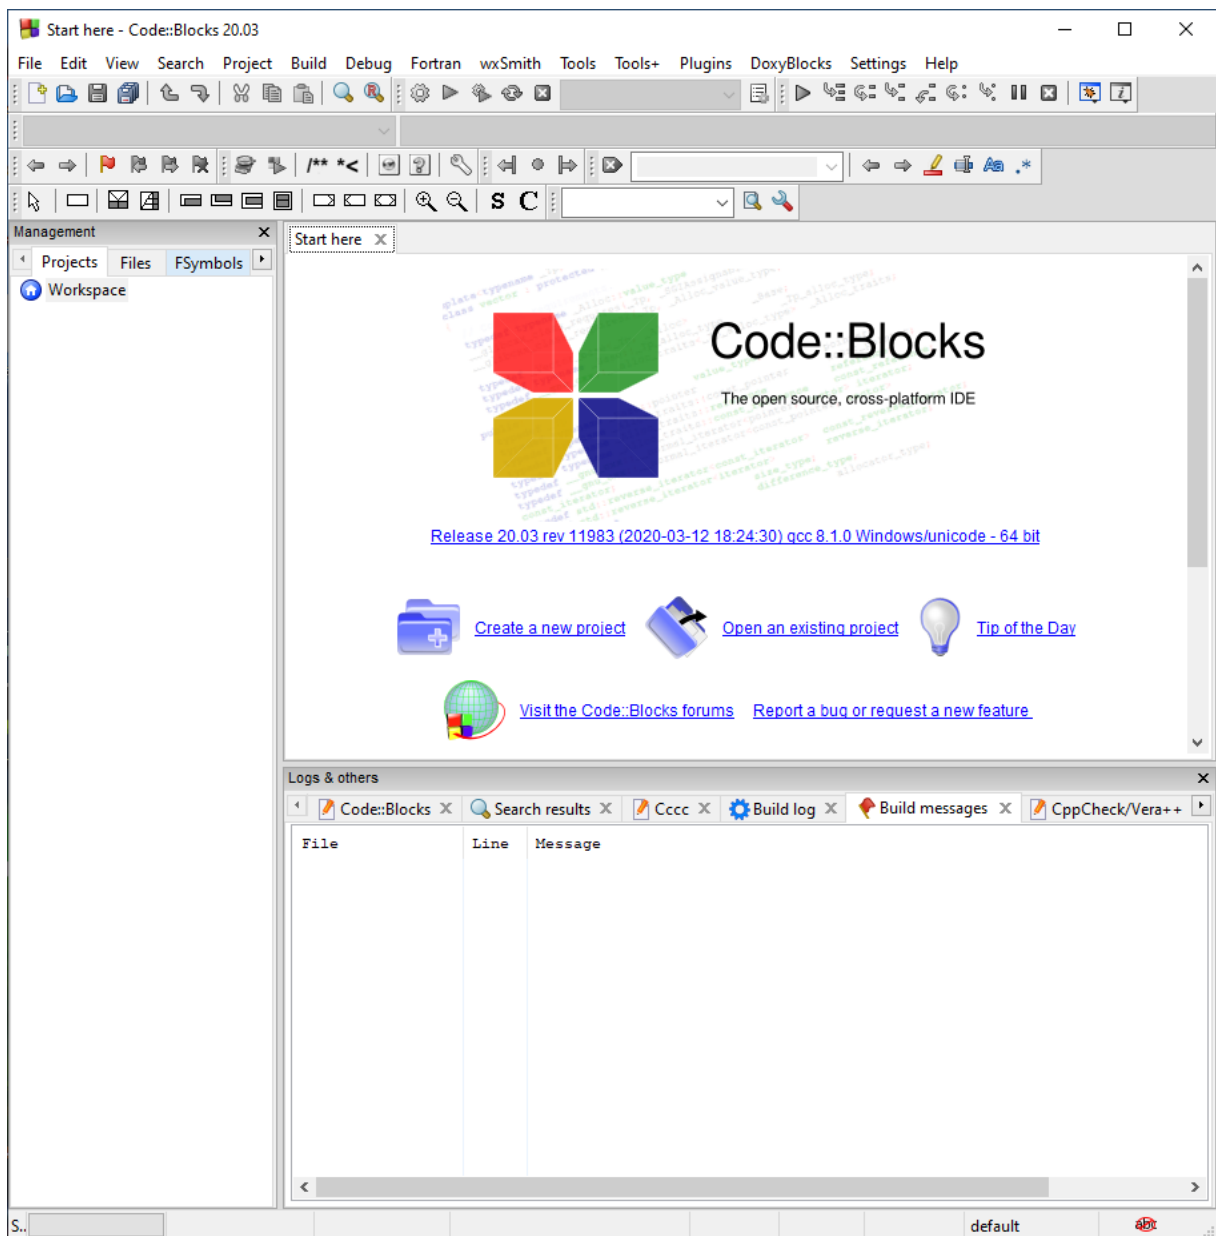 Start here - Code::Blocks 20.03
File Edit View Search Project Build Debug Fortran wxSmith Tools Tools+ Plugins DoxyBlocks Settings Help
/** *<
Aa .*
S C
Management
Start here
Projects Files FSymbols
Workspace
Code::Blocks
The open source, cross-platform IDE
Release 20.03 rev 11983 (2020-03-12 18:24:30) gcc 8.1.0 Windows/unicode - 64 bit
Create a new project Open an existing project Tip of the Day
Visit the Code::Blocks forums Report a bug or request a new feature
Logs & others
Code::Blocks Search results Cccc Build log Build messages CppCheck/Vera++
File Line Message
S.. default abc